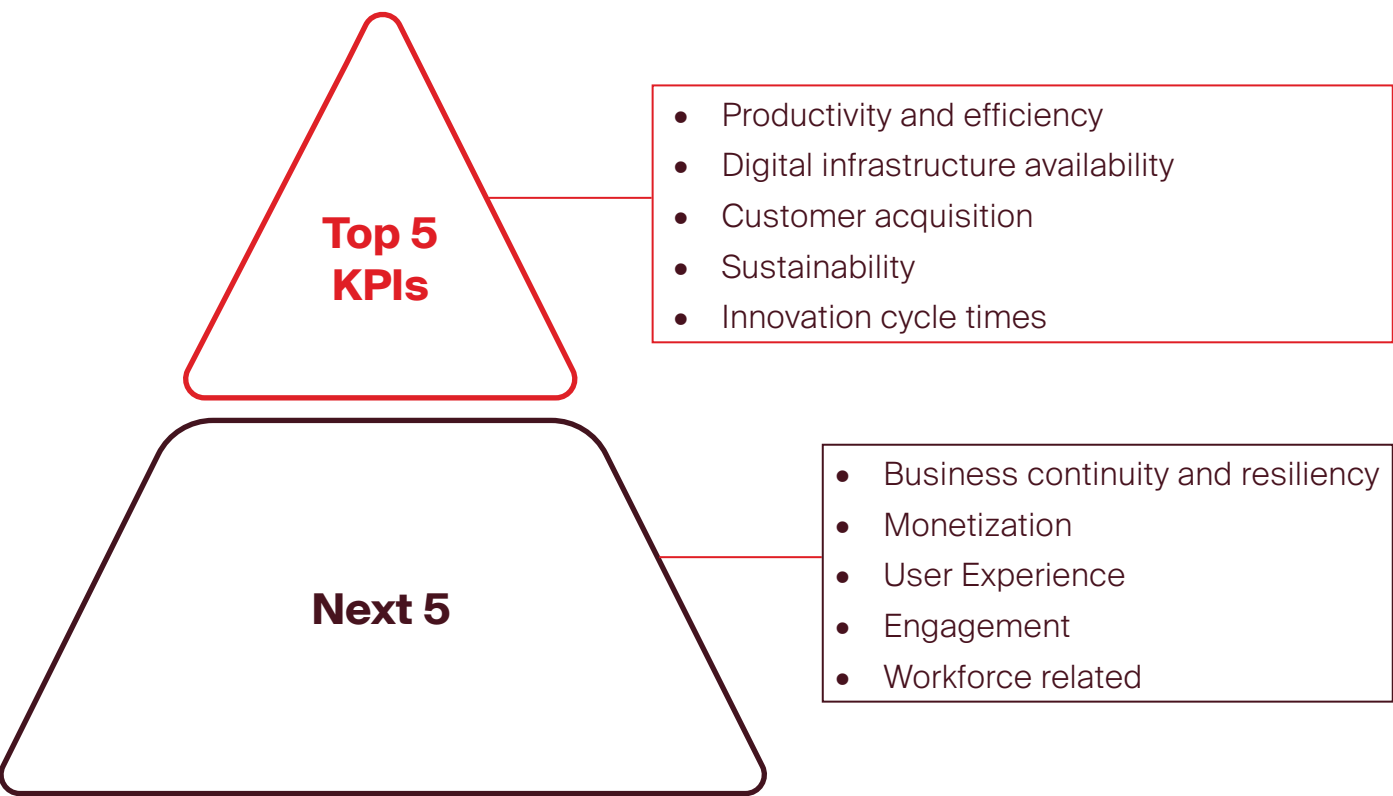 Top 5
KPIs
• Productivity and efficiency
• Digital infrastructure availability
• Customer acquisition
• Sustainability
• Innovation cycle times
Next 5
• Business continuity and resiliency
• Monetization
• User Experience
• Engagement
• Workforce related